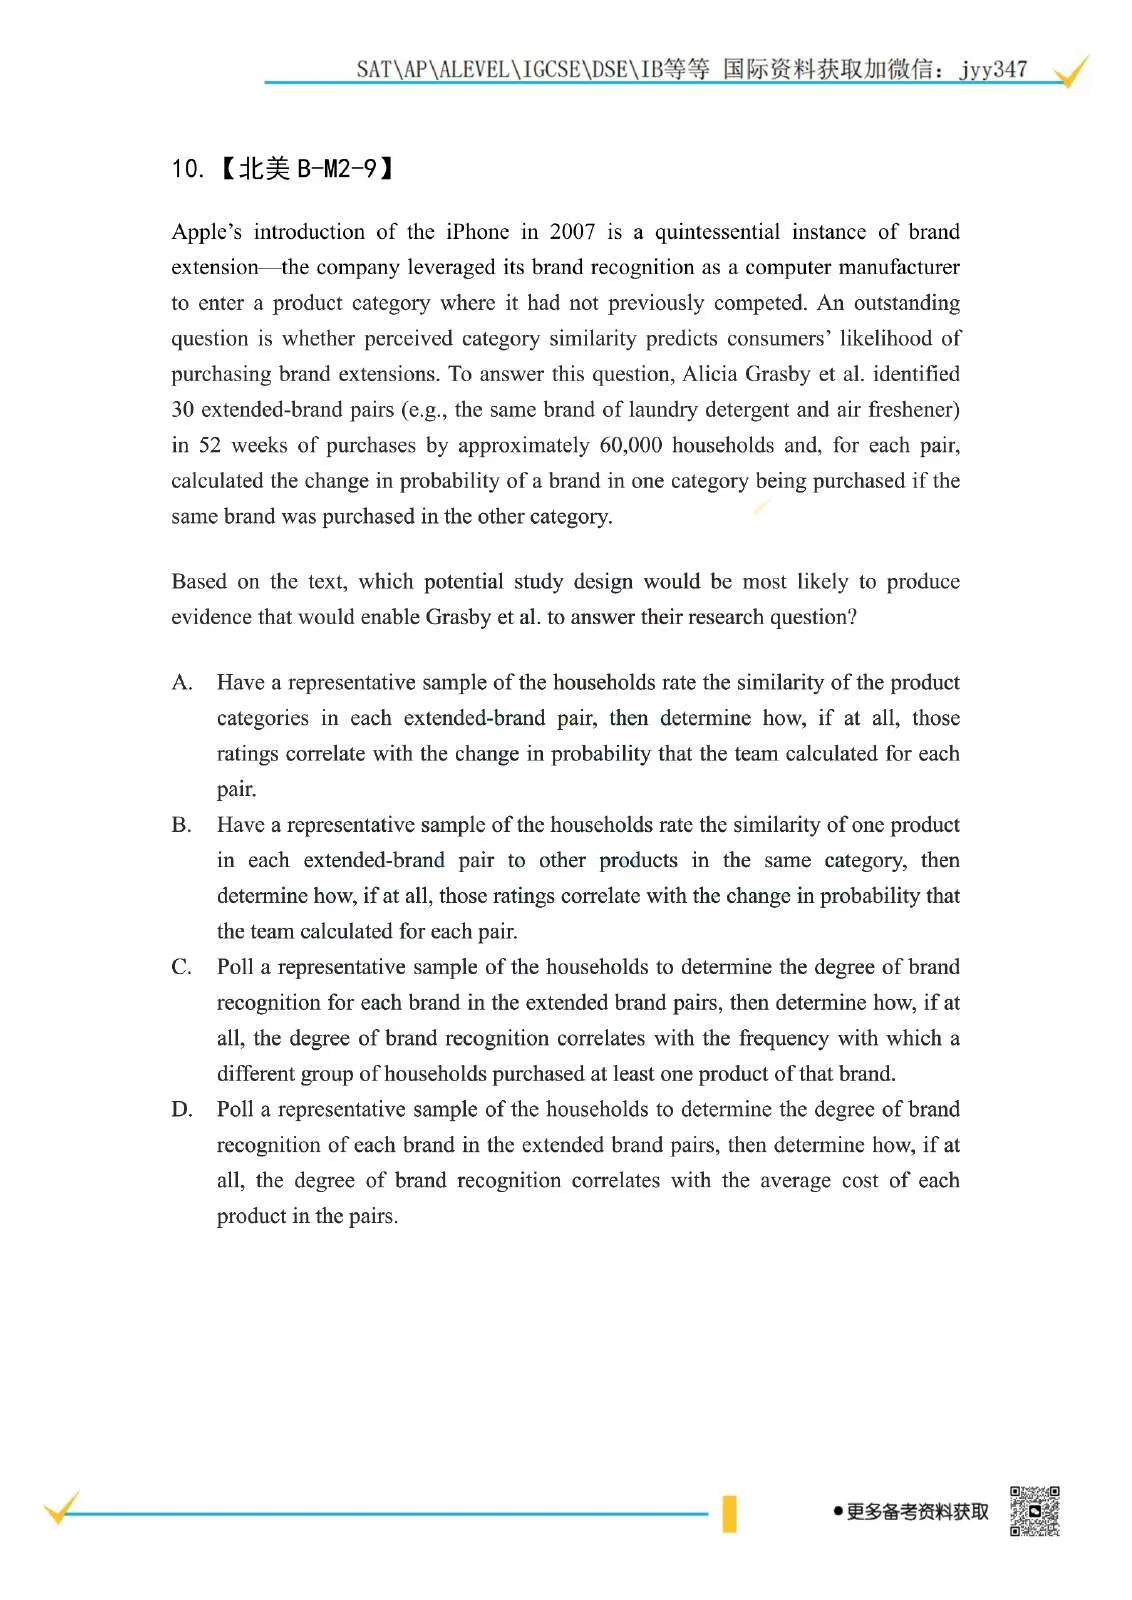 SAT\AP\ALEVEL\IGCSE\DSE\IB等等 国际资料获取加微信：jyy347
10.【北美 B-M2-9】
Apple’s introduction of the iPhone in 2007 is a quintessential instance of brand
extension—the company leveraged its brand recognition as a computer manufacturer
to enter a product category where it had not previously competed. An outstanding
question is whether perceived category similarity predicts consumers’ likelihood of
purchasing brand extensions. To answer this question, Alicia Grasby et al. identified
30 extended-brand pairs (e.g., the same brand of laundry detergent and air freshener)
in 52 weeks of purchases by approximately 60,000 households and, for each pair,
calculated the change in probability of a brand in one category being purchased if the
same brand was purchased in the other category.
Based on the text, which potential study design would be most likely to produce
evidence that would enable Grasby et al. to answer their research question?
A. Have a representative sample of the households rate the similarity of the product
categories in each extended-brand pair, then determine how, if at all, those
ratings correlate with the change in probability that the team calculated for each
pair.
B. Have a representative sample of the households rate the similarity of one product
in each extended-brand pair to other products in the same category, then
determine how, if at all, those ratings correlate with the change in probability that
the team calculated for each pair.
C. Poll a representative sample of the households to determine the degree of brand
recognition for each brand in the extended brand pairs, then determine how, if at
all, the degree of brand recognition correlates with the frequency with which a
different group of households purchased at least one product of that brand.
D. Poll a representative sample of the households to determine the degree of brand
recognition of each brand in the extended brand pairs, then determine how, if at
all, the degree of brand recognition correlates with the average cost of each
product in the pairs.
●更多备考资料获取